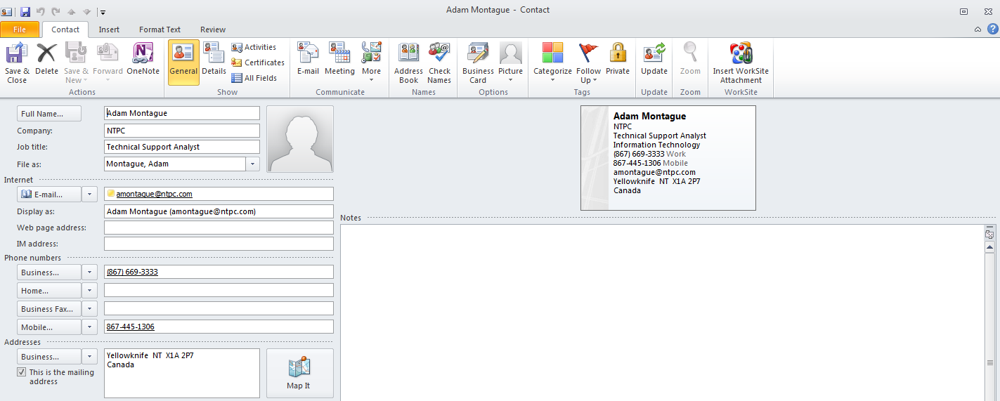 Adam Montague - Contact
File Contact Insert Format Text Review
Save & Close
Delete
Save & New
Forward
OneNote
Actions
General
Details
Activities
Certificates
All Fields
Show
E-mail
Meeting
More
Communicate
Address Book
Check Names
Names
Business Card
Picture
Options
Categorize
Follow Up
Private
Tags
Update
Update
Zoom
Zoom
Insert WorkSite Attachment
WorkSite
Full Name... Adam Montague
Company: NTPC
Job title: Technical Support Analyst
File as: Montague, Adam
Internet
E-mail... amontague@ntpc.com
Display as: Adam Montague (amontague@ntpc.com)
Web page address:
IM address:
Phone numbers
Business... (867) 669-3333
Home...
Business Fax...
Mobile... 867-445-1306
Addresses
Business... Yellowknife NT X1A 2P7
Canada
This is the mailing
address
Map It
Adam Montague
NTPC
Technical Support Analyst
Information Technology
(867) 669-3333 Work
867-445-1306 Mobile
amontague@ntpc.com
Yellowknife NT X1A 2P7
Canada
Notes